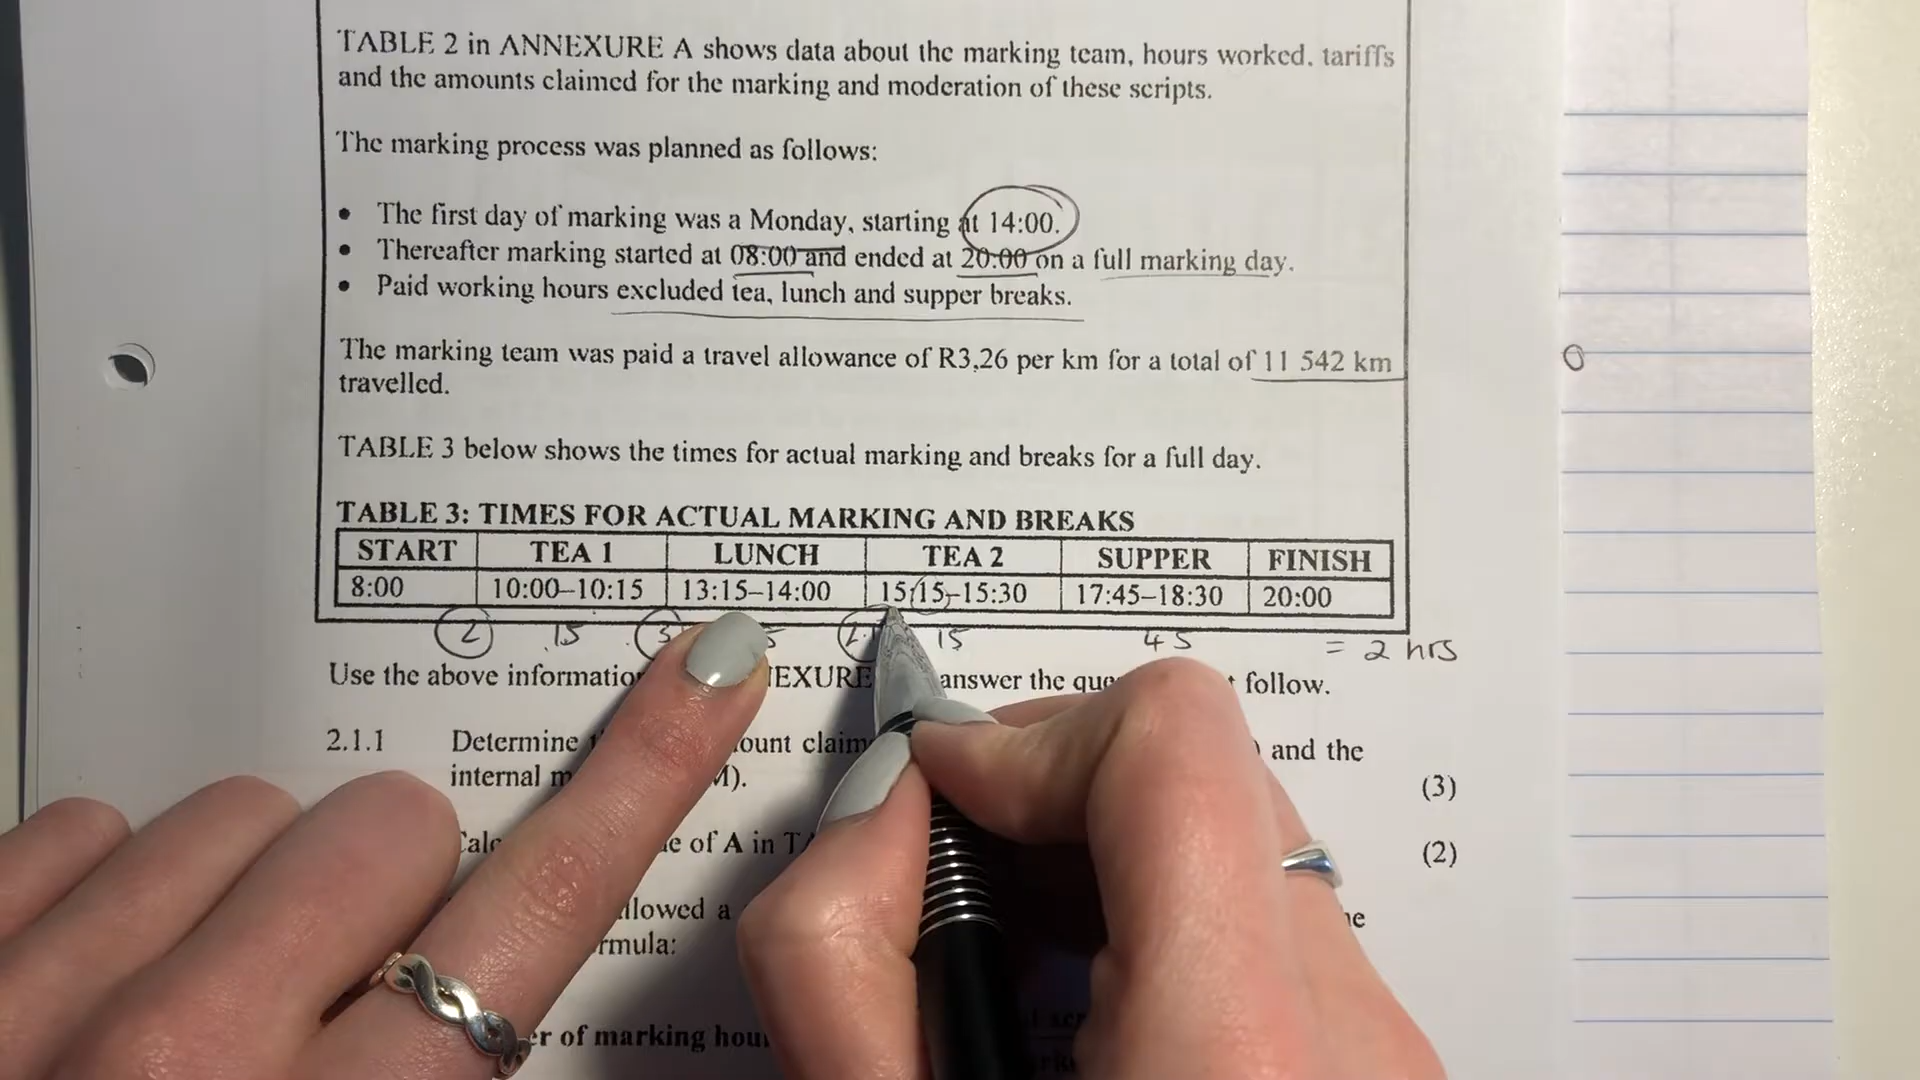 TABLE 2 in ANNEXURE A shows data about the marking team, hours worked, tariffs
and the amounts claimed for the marking and moderation of these scripts.
The marking process was planned as follows:
• The first day of marking was a Monday, starting at 14:00.
• Thereafter marking started at 08:00 and ended at 20:00 on a full marking day.
• Paid working hours excluded tea, lunch and supper breaks.
The marking team was paid a travel allowance of R3,26 per km for a total of 11 542 km
travelled.
TABLE 3 below shows the times for actual marking and breaks for a full day.
TABLE 3: TIMES FOR ACTUAL MARKING AND BREAKS
START TEA 1 LUNCH TEA 2 SUPPER FINISH
8:00 10:00–10:15 13:15–14:00 15:15–15:30 17:45–18:30 20:00
2 15 3 15 45 = 2 hrs
Use the above information answer the follow.
2.1.1 Determine and the
internal (3)
of A in (2)
a
er of marking